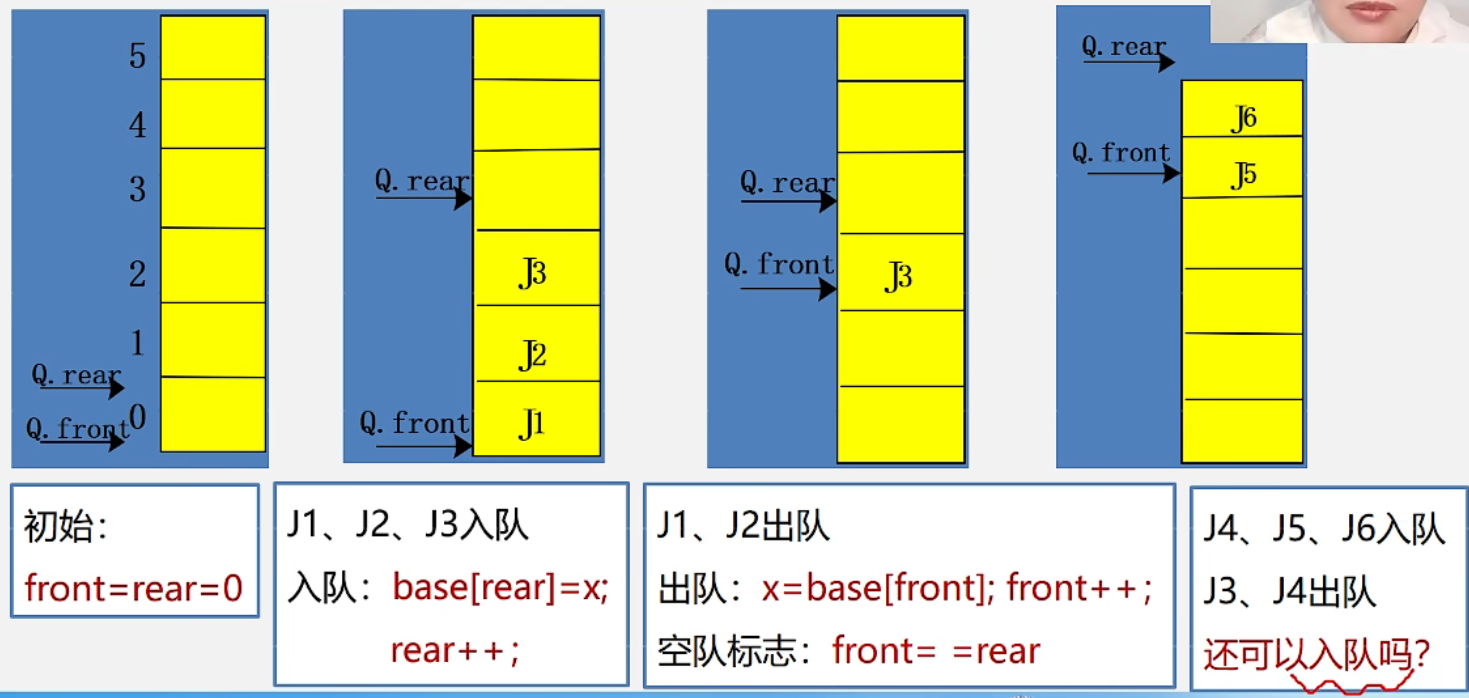 5
4
3
2
1
Q.rear
0
Q.front
Q.rear
J3
J2
Q.front
J1
Q.rear
Q.front
J3
Q.rear
J6
Q.front
J5
初始：
front=rear=0
J1、J2、J3入队
入队：base[rear]=x;
rear++;
J1、J2出队
出队：x=base[front]; front++;
空队标志：front= =rear
J4、J5、J6入队
J3、J4出队
还可以入队吗?